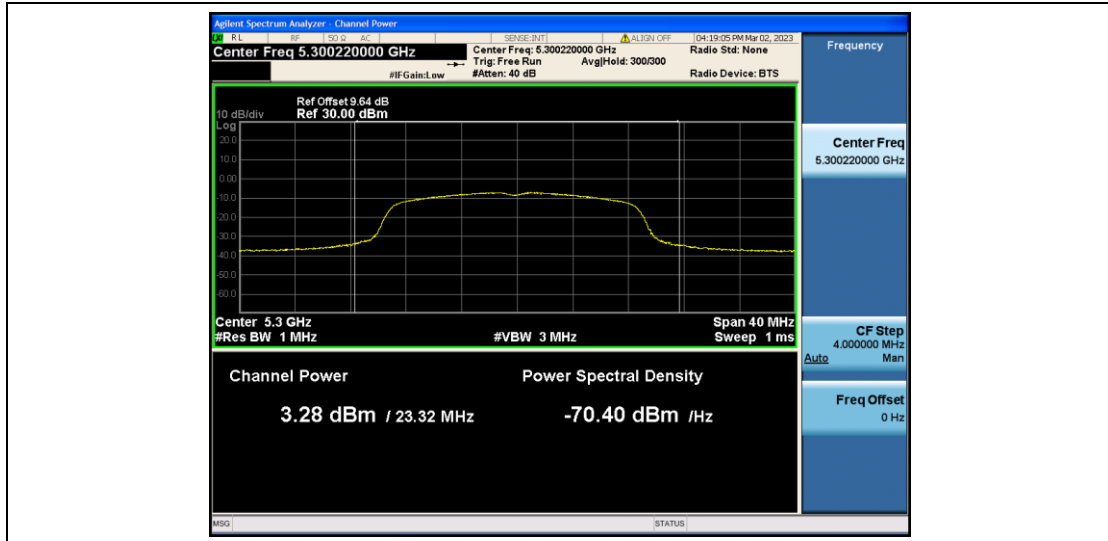 Agilent Spectrum Analyzer - Channel Power
RL RF 50 Ω AC SENSE:INT ALIGN OFF 04:19:05 PM Mar 02, 2023
Center Freq 5.300220000 GHz
Center Freq: 5.300220000 GHz
Radio Std: None
Trig: Free Run Avg|Hold: 300/300
#IFGain:Low
#Atten: 40 dB
Radio Device: BTS
Frequency
Ref Offset 9.64 dB
10 dB/div Ref 30.00 dBm
Log
20.0
10.0
0.00
-10.0
-20.0
-30.0
-40.0
-50.0
-60.0
Center Freq
5.300220000 GHz
Center 5.3 GHz Span 40 MHz
#Res BW 1 MHz #VBW 3 MHz Sweep 1 ms
CF Step
4.000000 MHz
Auto Man
Channel Power Power Spectral Density
3.28 dBm / 23.32 MHz -70.40 dBm /Hz
Freq Offset
0 Hz
MSG STATUS